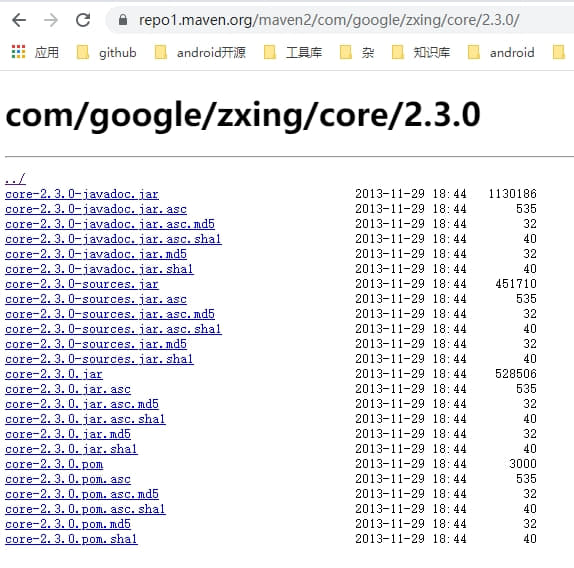 repo1.maven.org/maven2/com/google/zxing/core/2.3.0/
应用 github android开源 工具库 杂 知识库 android
com/google/zxing/core/2.3.0
../
core-2.3.0-javadoc.jar 2013-11-29 18:44 1130186
core-2.3.0-javadoc.jar.asc 2013-11-29 18:44 535
core-2.3.0-javadoc.jar.asc.md5 2013-11-29 18:44 32
core-2.3.0-javadoc.jar.asc.sha1 2013-11-29 18:44 40
core-2.3.0-javadoc.jar.md5 2013-11-29 18:44 32
core-2.3.0-javadoc.jar.sha1 2013-11-29 18:44 40
core-2.3.0-sources.jar 2013-11-29 18:44 451710
core-2.3.0-sources.jar.asc 2013-11-29 18:44 535
core-2.3.0-sources.jar.asc.md5 2013-11-29 18:44 32
core-2.3.0-sources.jar.asc.sha1 2013-11-29 18:44 40
core-2.3.0-sources.jar.md5 2013-11-29 18:44 32
core-2.3.0-sources.jar.sha1 2013-11-29 18:44 40
core-2.3.0.jar 2013-11-29 18:44 528506
core-2.3.0.jar.asc 2013-11-29 18:44 535
core-2.3.0.jar.asc.md5 2013-11-29 18:44 32
core-2.3.0.jar.asc.sha1 2013-11-29 18:44 40
core-2.3.0.jar.md5 2013-11-29 18:44 32
core-2.3.0.jar.sha1 2013-11-29 18:44 40
core-2.3.0.pom 2013-11-29 18:44 3000
core-2.3.0.pom.asc 2013-11-29 18:44 535
core-2.3.0.pom.asc.md5 2013-11-29 18:44 32
core-2.3.0.pom.asc.sha1 2013-11-29 18:44 40
core-2.3.0.pom.md5 2013-11-29 18:44 32
core-2.3.0.pom.sha1 2013-11-29 18:44 40